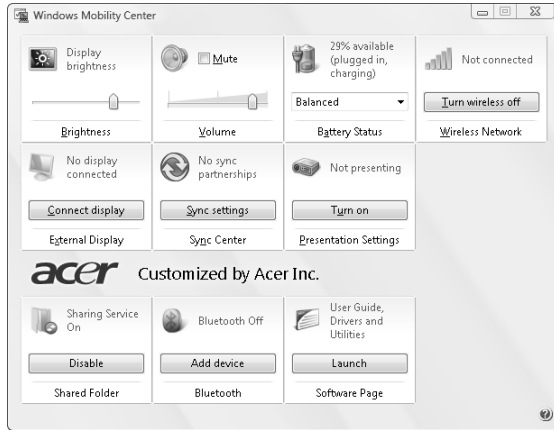 Windows Mobility Center
Display
brightness
Brightness
Mute
Volume
29% available
(plugged in,
charging)
Balanced
Battery Status
Not connected
Turn wireless off
Wireless Network
No display
connected
Connect display
External Display
No sync
partnerships
Sync settings
Sync Center
Not presenting
Turn on
Presentation Settings
acer Customized by Acer Inc.
Sharing Service
On
Disable
Shared Folder
Bluetooth Off
Add device
Bluetooth
User Guide,
Drivers and
Utilities
Launch
Software Page
?